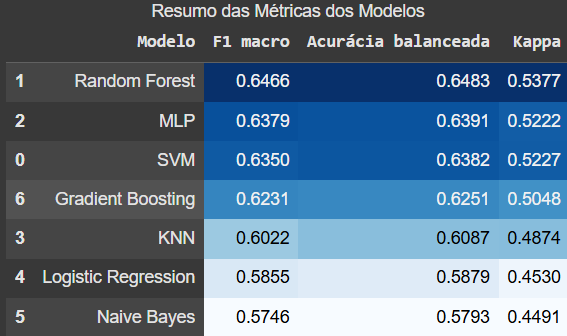 Resumo das Métricas dos Modelos
Modelo F1 macro Acurácia balanceada Kappa
1 Random Forest 0.6466 0.6483 0.5377
2 MLP 0.6379 0.6391 0.5222
0 SVM 0.6350 0.6382 0.5227
6 Gradient Boosting 0.6231 0.6251 0.5048
3 KNN 0.6022 0.6087 0.4874
4 Logistic Regression 0.5855 0.5879 0.4530
5 Naive Bayes 0.5746 0.5793 0.4491